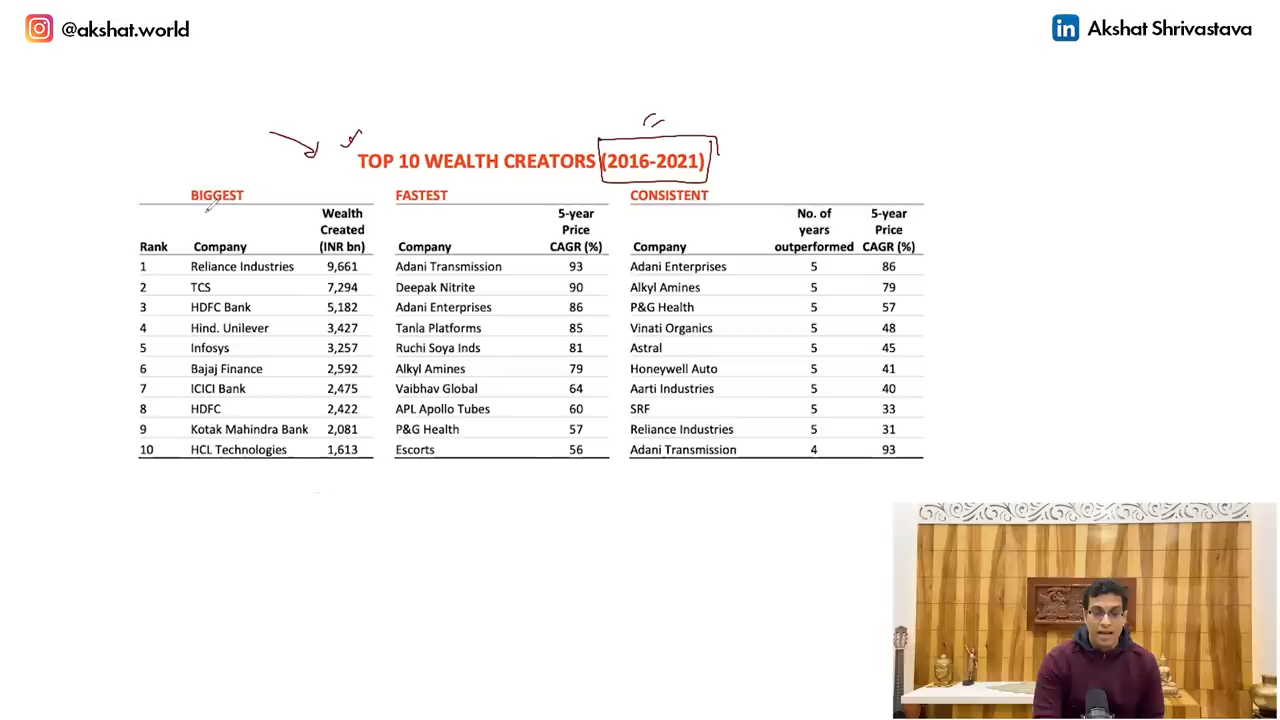 @akshat.world
in Akshat Shrivastava
TOP 10 WEALTH CREATORS (2016-2021)
BIGGEST FASTEST CONSISTENT
Wealth 5-year No. of 5-year
Created Price years Price
Rank Company (INR bn) Company CAGR (%) Company outperformed CAGR (%)
1 Reliance Industries 9,661 Adani Transmission 93 Adani Enterprises 5 86
2 TCS 7,294 Deepak Nitrite 90 Alkyl Amines 5 79
3 HDFC Bank 5,182 Adani Enterprises 86 P&G Health 5 57
4 Hind. Unilever 3,427 Tanla Platforms 85 Vinati Organics 5 48
5 Infosys 3,257 Ruchi Soya Inds 81 Astral 5 45
6 Bajaj Finance 2,592 Alkyl Amines 79 Honeywell Auto 5 41
7 ICICI Bank 2,475 Vaibhav Global 64 Aarti Industries 5 40
8 HDFC 2,422 APL Apollo Tubes 60 SRF 5 33
9 Kotak Mahindra Bank 2,081 P&G Health 57 Reliance Industries 5 31
10 HCL Technologies 1,613 Escorts 56 Adani Transmission 4 93